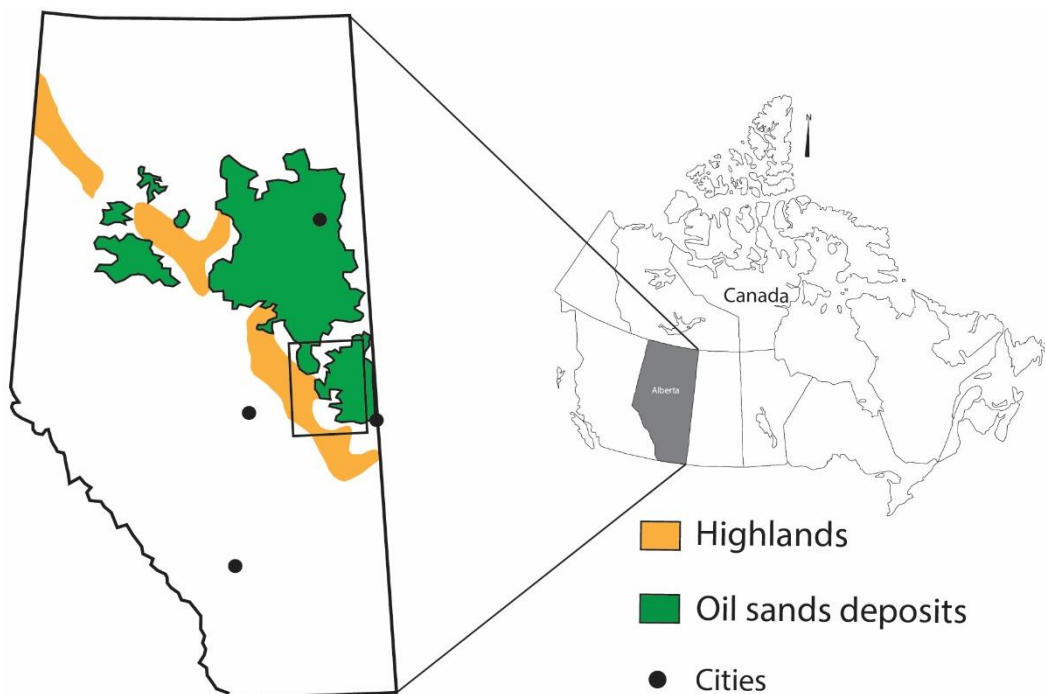 N
Canada
Alberta
Highlands
Oil sands deposits
Cities